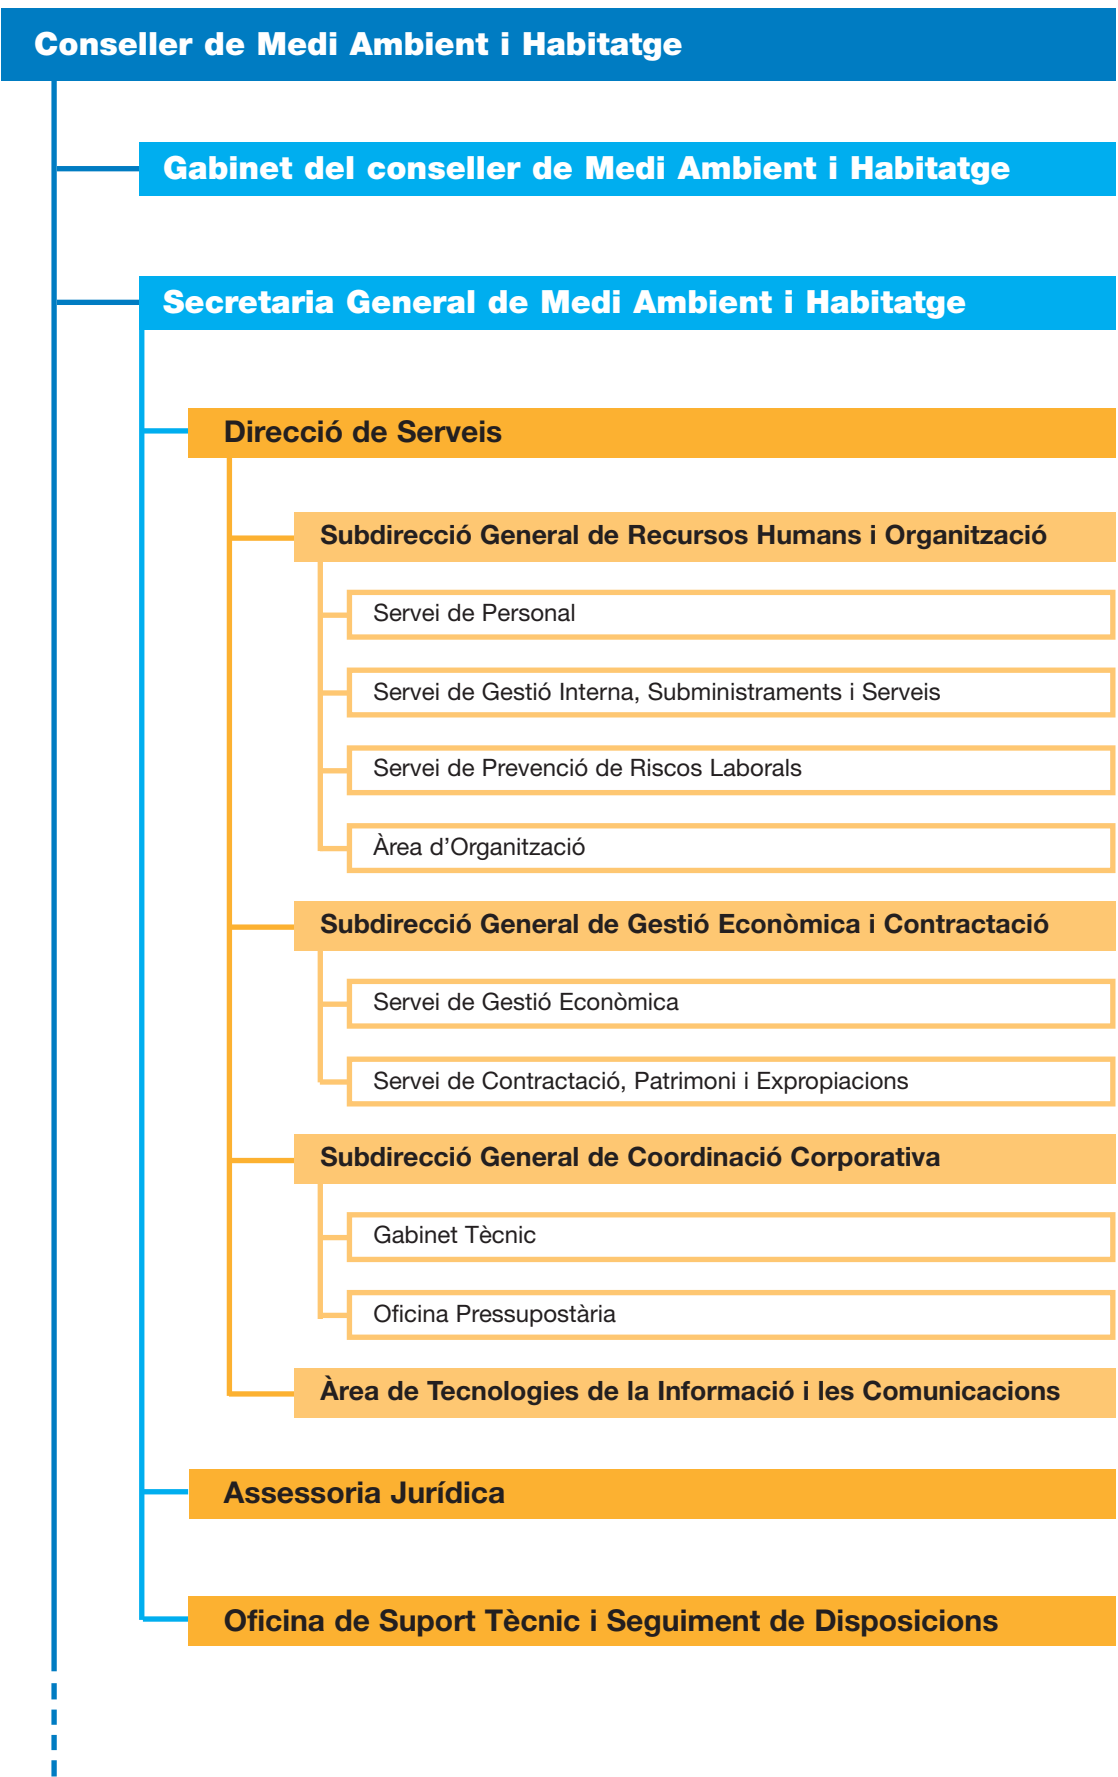 Conseller de Medi Ambient i Habitatge
Gabinet del conseller de Medi Ambient i Habitatge
Secretaria General de Medi Ambient i Habitatge
Direcció de Serveis
Subdirecció General de Recursos Humans i Organització
Servei de Personal
Servei de Gestió Interna, Subministraments i Serveis
Servei de Prevenció de Riscos Laborals
Àrea d’Organització
Subdirecció General de Gestió Econòmica i Contractació
Servei de Gestió Econòmica
Servei de Contractació, Patrimoni i Expropiacions
Subdirecció General de Coordinació Corporativa
Gabinet Tècnic
Oficina Pressupostària
Àrea de Tecnologies de la Informació i les Comunicacions
Assessoria Jurídica
Oficina de Suport Tècnic i Seguiment de Disposicions